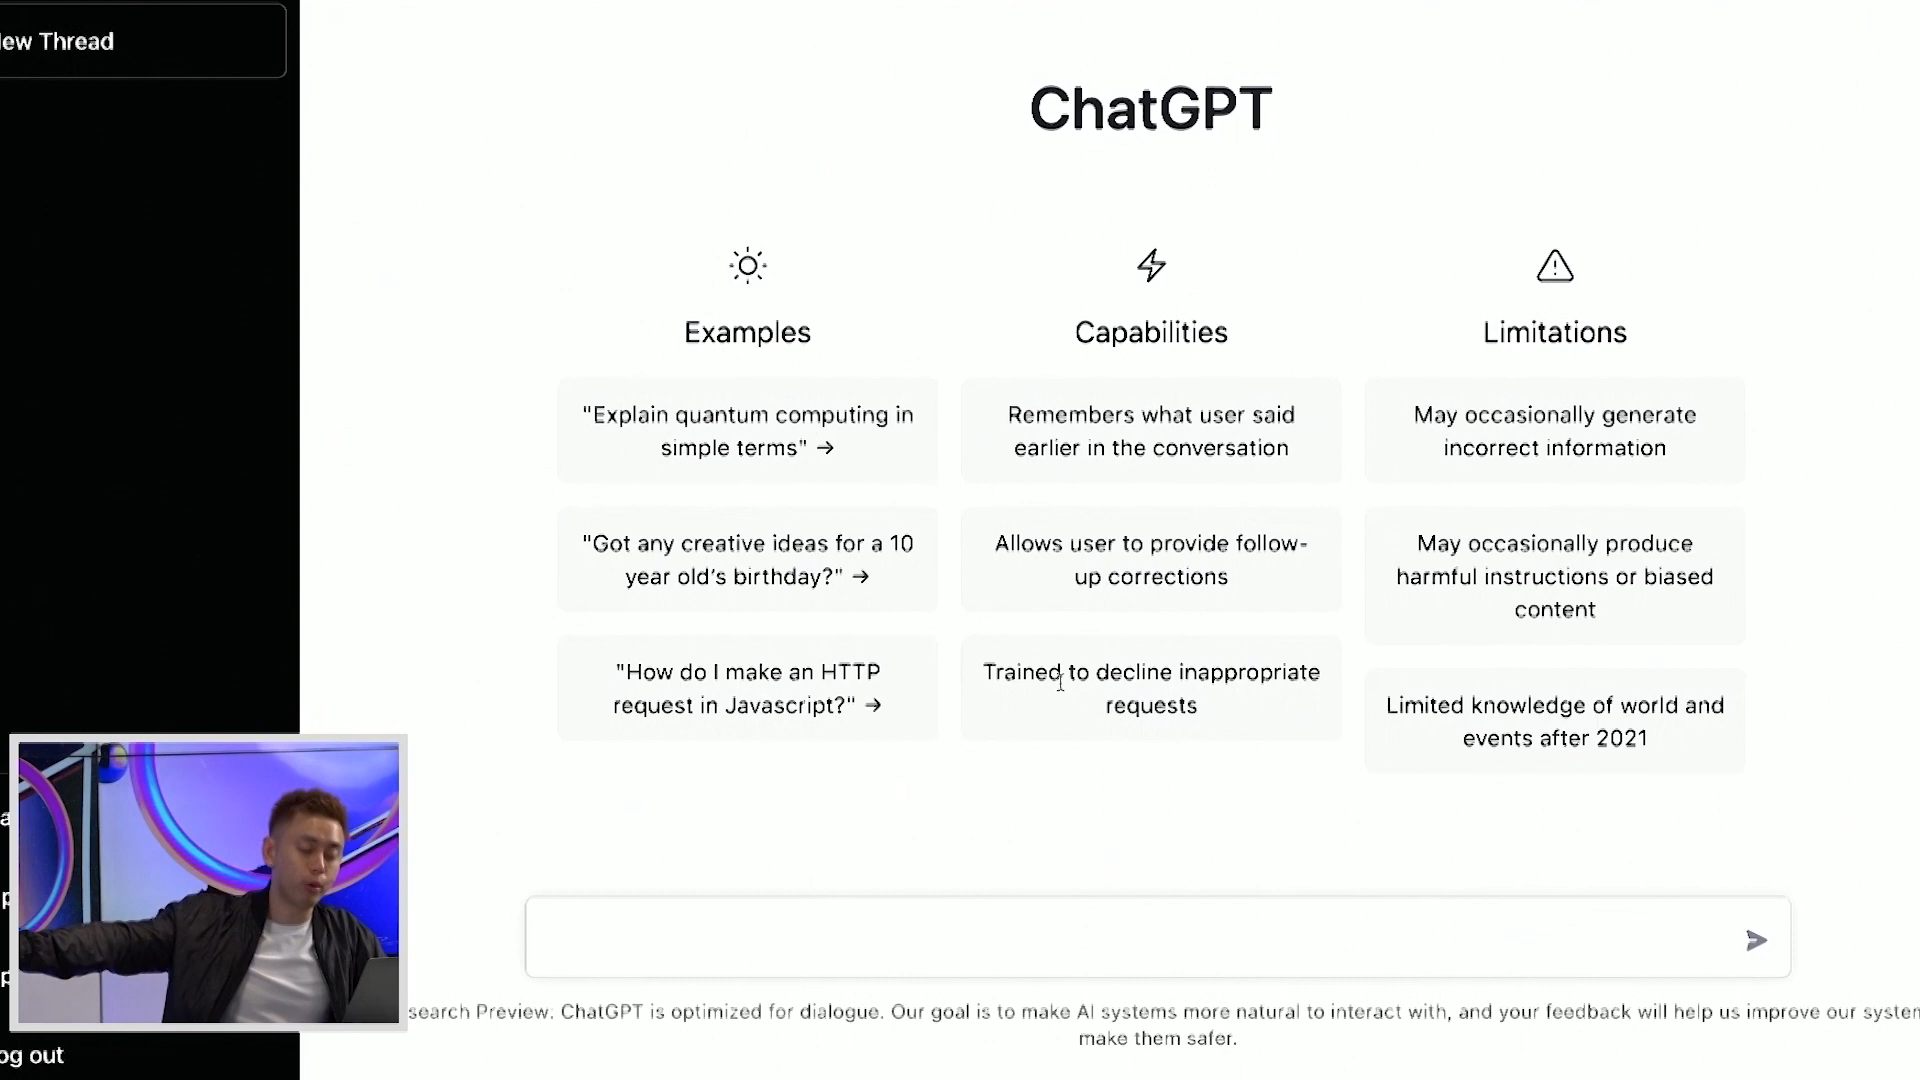 ew Thread
ChatGPT
Examples
Capabilities
Limitations
"Explain quantum computing in
simple terms" →
"Got any creative ideas for a 10
year old's birthday?" →
"How do I make an HTTP
request in Javascript?" →
Remembers what user said
earlier in the conversation
Allows user to provide follow-
up corrections
Trained to decline inappropriate
requests
May occasionally generate
incorrect information
May occasionally produce
harmful instructions or biased
content
Limited knowledge of world and
events after 2021
search Preview: ChatGPT is optimized for dialogue. Our goal is to make AI systems more natural to interact with, and your feedback will help us improve our system
make them safer.
og out